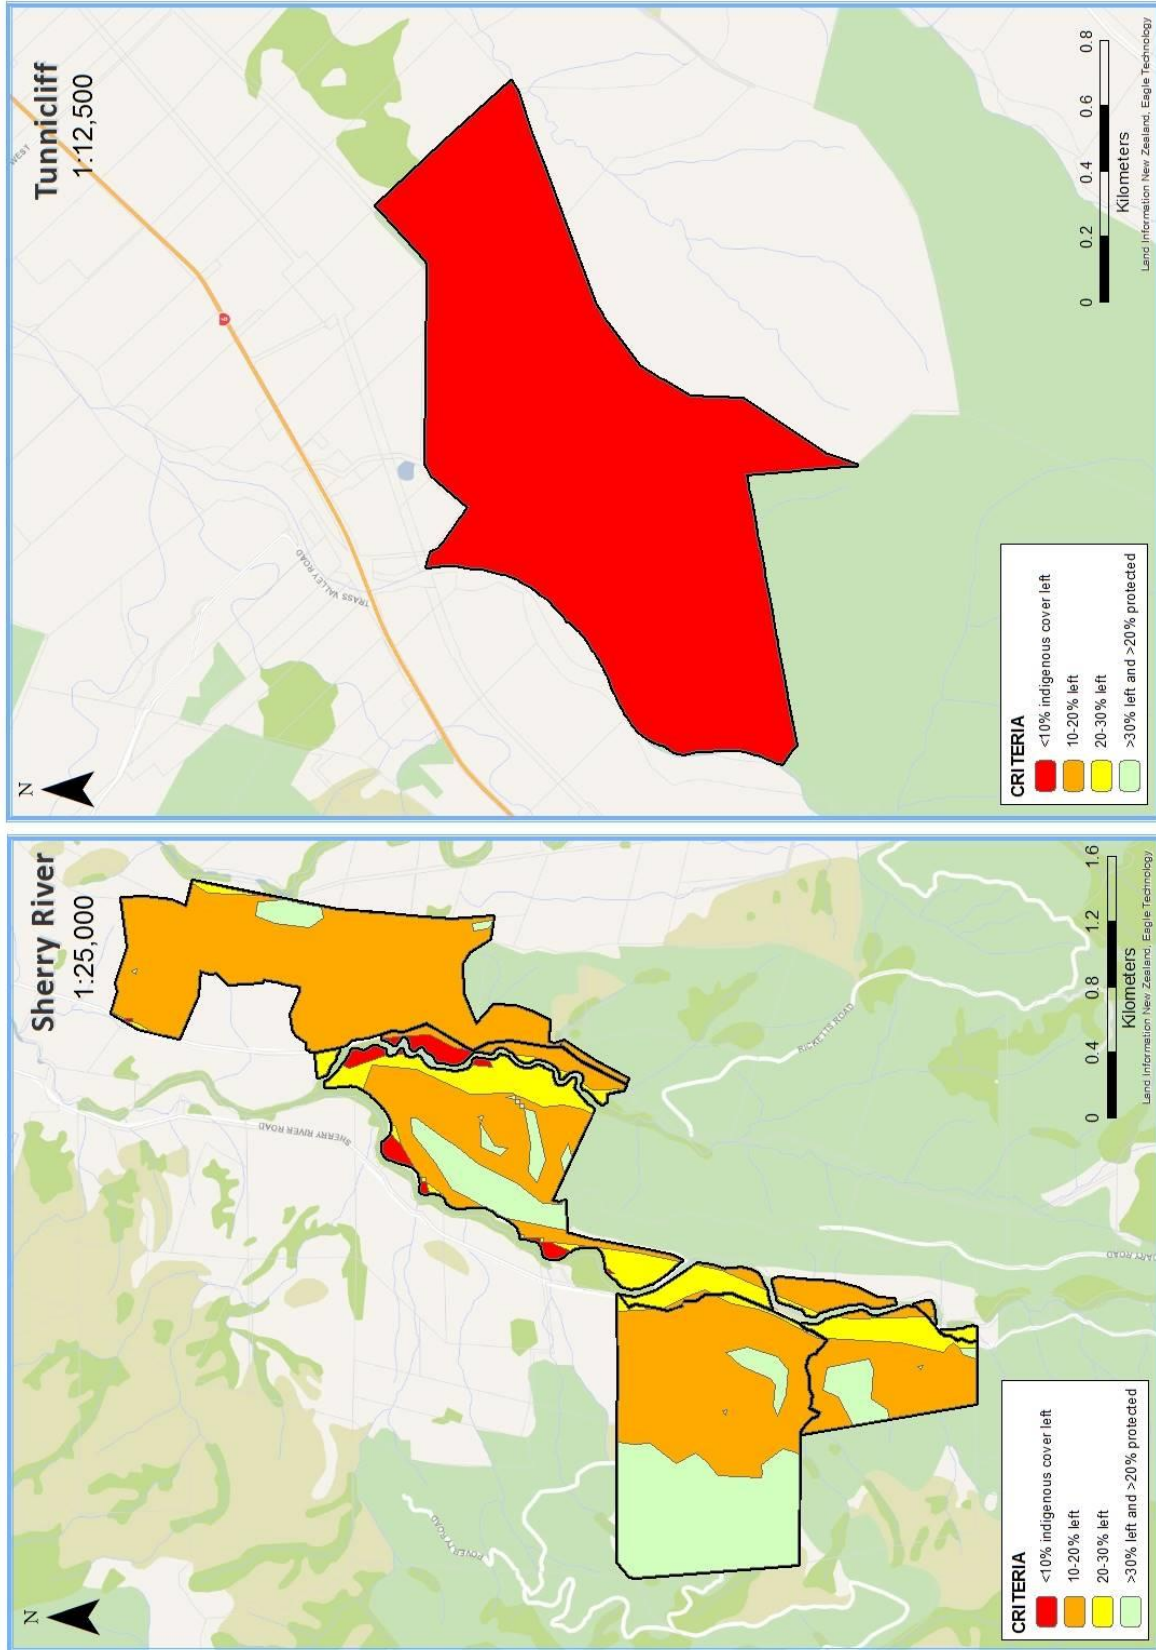 N
Sherry River
1:25,000
SHERRY RIVER ROAD
ROAD
RICKETTS ROAD
ROAD
CRITERIA
<10% indigenous cover left
10-20% left
20-30% left
>30% left and >20% protected
0 0.4 0.8 1.2 1.6
Kilometers
Land Information New Zealand, Eagle Technology
N
Tunnicliff
1:12,500
WEST
6
TRASS VALLEY ROAD
CRITERIA
<10% indigenous cover left
10-20% left
20-30% left
>30% left and >20% protected
0 0.2 0.4 0.6 0.8
Kilometers
Land Information New Zealand, Eagle Technology